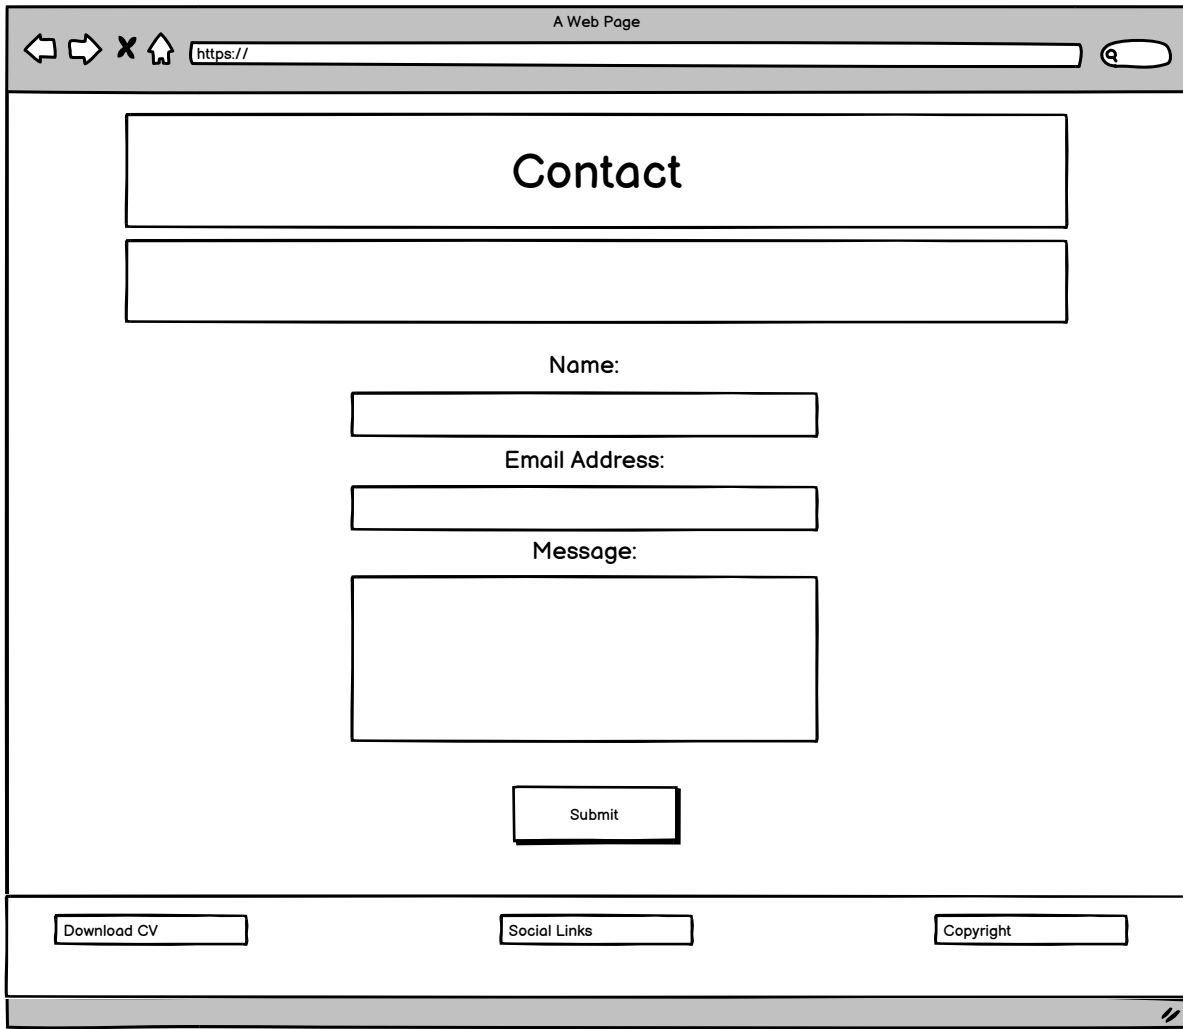 A Web Page
https://
Contact
Name:
Email Address:
Message:
Submit
Download CV
Social Links
Copyright